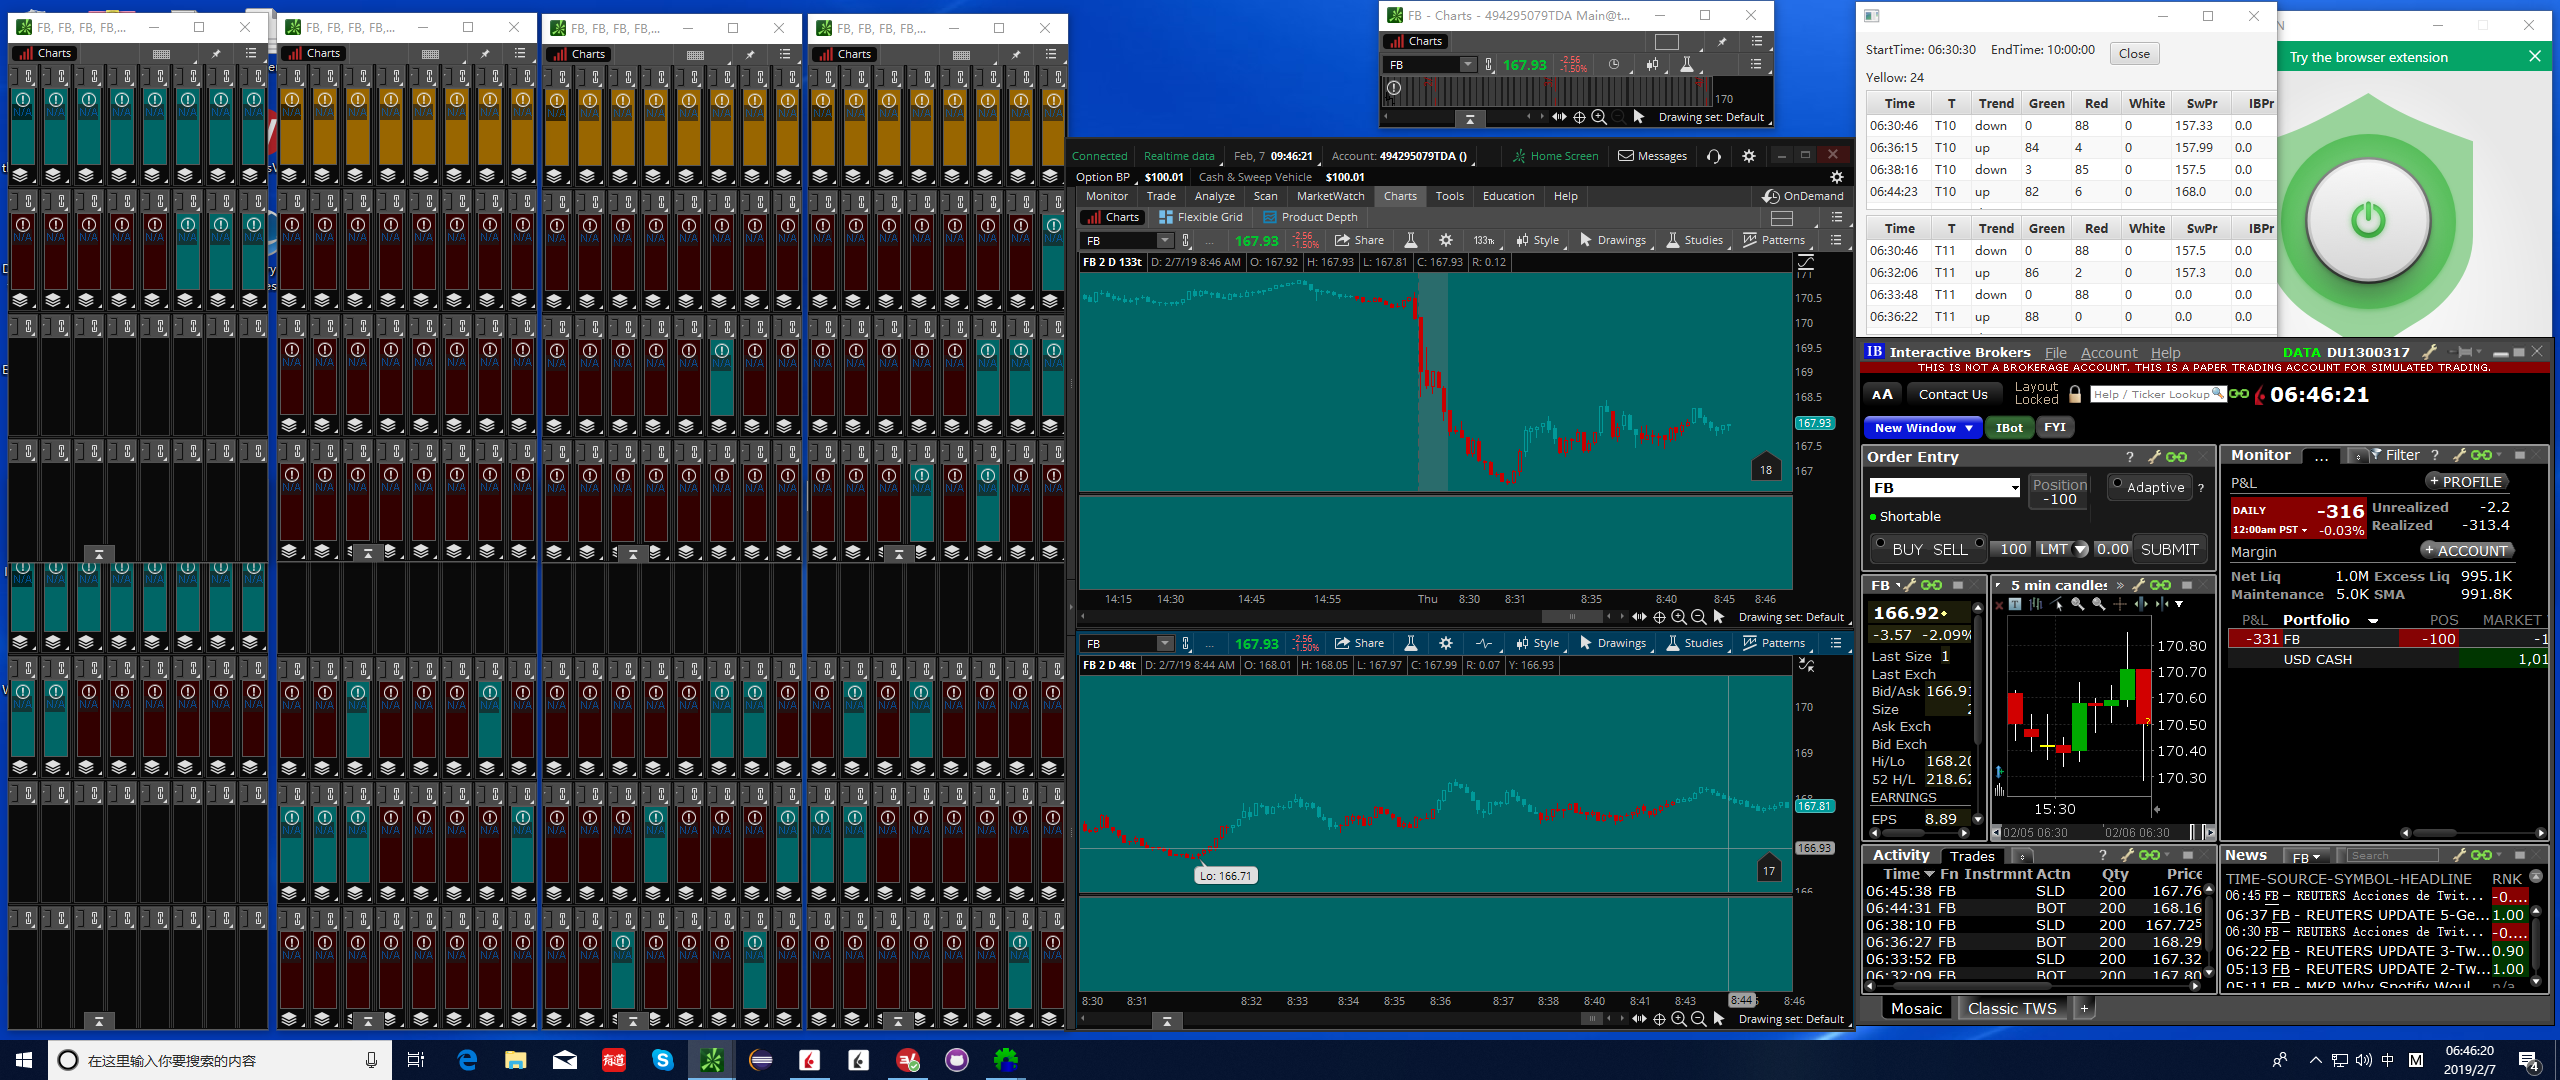 FB, FB, FB, FB,...
Charts
FB, FB, FB, FB,...
Charts
FB, FB, FB, FB,...
Charts
FB, FB, FB, FB,...
Charts
N/A
FB - Charts - 494295079TDA Main@t...
Charts
FB 167.93 -2.56 -1.50%
170
Drawing set: Default
Connected Realtime data Feb, 7 09:46:21 Account: 494295079TDA () Home Screen Messages
Option BP $100.01 Cash & Sweep Vehicle $100.01
Monitor Trade Analyze Scan MarketWatch Charts Tools Education Help OnDemand
Charts Flexible Grid Product Depth
FB ... 167.93 -2.56 -1.50% Share 133tk Style Drawings Studies Patterns
FB 2 D 133t D: 2/7/19 8:46 AM O: 167.92 H: 167.93 L: 167.81 C: 167.93 R: 0.12
171
170.5
170
169.5
169
168.5
167.93
167.5
167
18
14:15 14:30 14:45 14:55 Thu 8:30 8:31 8:35 8:40 8:45 8:46
Drawing set: Default
FB ... 167.93 -2.56 -1.50% Share Style Drawings Studies Patterns
FB 2 D 48t D: 2/7/19 8:44 AM O: 168.01 H: 168.05 L: 167.97 C: 167.99 R: 0.07 Y: 166.93
170
169
168
167.81
166.93
166
Lo: 166.71
17
8:30 8:31 8:32 8:33 8:34 8:35 8:36 8:37 8:38 8:40 8:41 8:43 8:44 8:46
Drawing set: Default
StartTime: 06:30:30 EndTime: 10:00:00 Close
Yellow: 24
Time T Trend Green Red White SwPr IBPr
06:30:46 T10 down 0 88 0 157.33 0.0
06:36:15 T10 up 84 4 0 157.99 0.0
06:38:16 T10 down 3 85 0 157.5 0.0
06:44:23 T10 up 82 6 0 168.0 0.0
Time T Trend Green Red White SwPr IBPr
06:30:46 T11 down 0 88 0 157.5 0.0
06:32:06 T11 up 86 2 0 157.3 0.0
06:33:48 T11 down 0 88 0 0.0 0.0
06:36:22 T11 up 88 0 0 0.0 0.0
N
Try the browser extension
IB Interactive Brokers File Account Help DATA DU1300317
THIS IS NOT A BROKERAGE ACCOUNT. THIS IS A PAPER TRADING ACCOUNT FOR SIMULATED TRADING.
AA Contact Us Layout Locked Help / Ticker Lookup 06:46:21
New Window IBot FYI
Order Entry ?
FB Position -100 Adaptive ?
Shortable
BUY SELL 100 LMT 0.00 SUBMIT
Monitor ... Filter ?
P&L + PROFILE
DAILY -316 Unrealized -2.2
12:00am PST -0.03% Realized -313.4
Margin + ACCOUNT
Net Liq 1.0M Excess Liq 995.1K
Maintenance 5.0K SMA 991.8K
P&L Portfolio POS MARKET
-331 FB -100 -1
USD CASH 1,01
FB
166.92
-3.57 -2.09%
Last Size 1
Last Exch
Bid/Ask 166.91
Size 2
Ask Exch
Bid Exch
Hi/Lo 168.20
52 H/L 218.62
EARNINGS
EPS 8.89
5 min candles »
170.80
170.70
170.60
170.50
170.40
170.30
15:30
02/05 06:30 02/06 06:30
Activity Trades ?
Time Fn Instrmnt Actn Qty Price
06:45:38 FB SLD 200 167.76
06:44:31 FB BOT 200 168.16
06:38:10 FB SLD 200 167.725
06:36:27 FB BOT 200 168.29
06:33:52 FB SLD 200 167.32
06:32:09 FB BOT 200 167.80
News FB Search
TIME-SOURCE-SYMBOL-HEADLINE RNK
06:45 FB – REUTERS Acciones de Twit... -0....
06:37 FB - REUTERS UPDATE 5-Ge... 1.00
06:30 FB – REUTERS Acciones de Twit... -0....
06:22 FB - REUTERS UPDATE 3-Tw... 0.90
05:13 FB - REUTERS UPDATE 2-Tw... 1.00
05:11 FB - MKP Why Spotify Woul n/a
Mosaic Classic TWS +
在这里输入你要搜索的内容
有道
中 M
06:46:20
2019/2/7
4